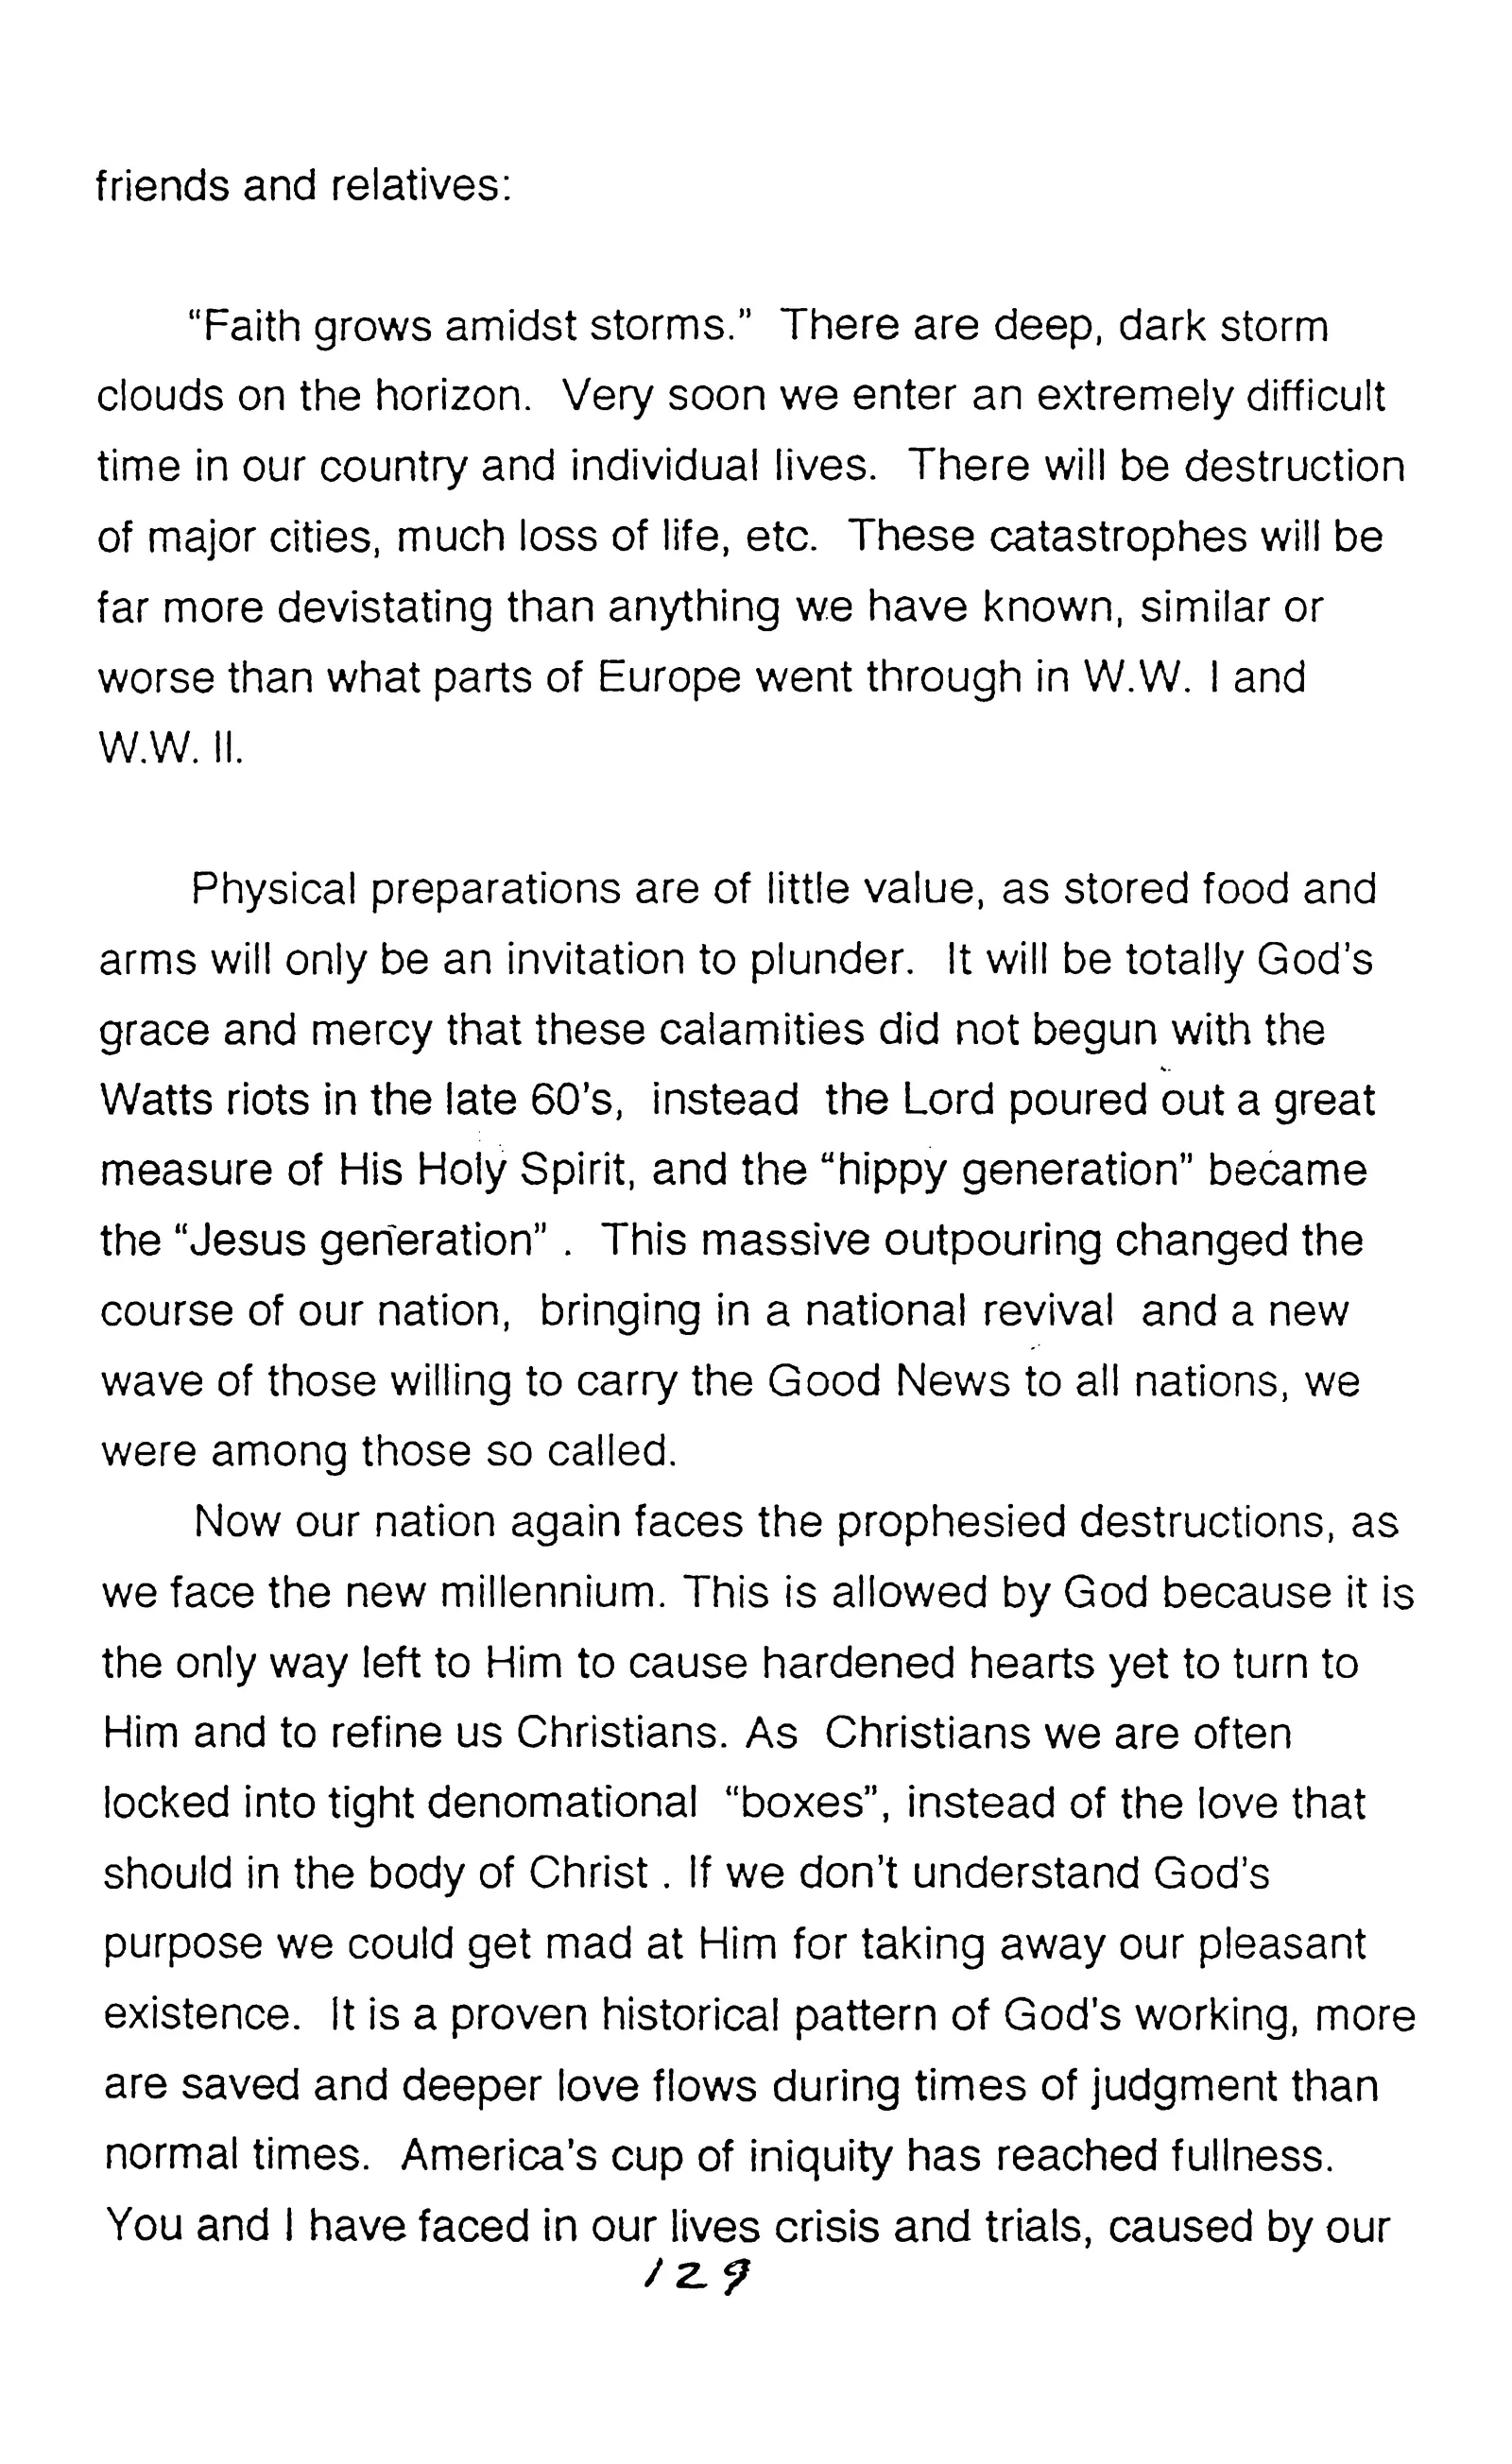 friends and relatives:
“Faith grows amidst storms.” There are deep, dark storm
clouds on the horizon. Very soon we enter an extremely difficult
time in our country and individual lives. There will be destruction
of major cities, much loss of life, etc. These catastrophes will be
far more devistating than anything we have known, similar or
worse than what parts of Europe went through in W.W. I and
W.W. II.
Physical preparations are of little value, as stored food and
arms will only be an invitation to plunder. It will be totally God’s
grace and mercy that these calamities did not begun with the
Watts riots in the late 60’s, instead the Lord poured out a great
measure of His Holy Spirit, and the “hippy generation” became
the “Jesus generation” . This massive outpouring changed the
course of our nation, bringing in a national revival and a new
wave of those willing to carry the Good News to all nations, we
were among those so called.
Now our nation again faces the prophesied destructions, as
we face the new millennium. This is allowed by God because it is
the only way left to Him to cause hardened hearts yet to turn to
Him and to refine us Christians. As Christians we are often
locked into tight denomational “boxes”, instead of the love that
should in the body of Christ . If we don’t understand God’s
purpose we could get mad at Him for taking away our pleasant
existence. It is a proven historical pattern of God’s working, more
are saved and deeper love flows during times of judgment than
normal times. America’s cup of iniquity has reached fullness.
You and I have faced in our lives crisis and trials, caused by our
129